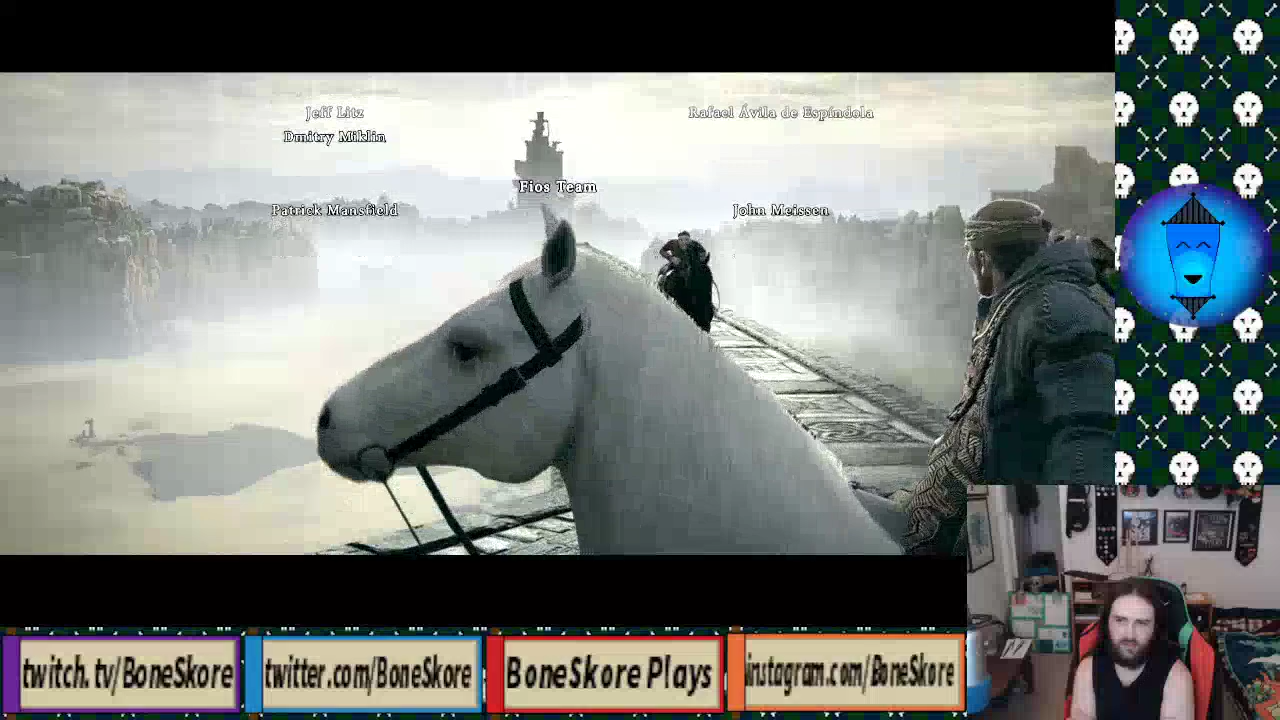 Jeff Litz
Rafael Ávila de Espíndola
Dmitry Miklin
Fios Team
Patrick Mansfield
John Meissen
twitch.tv/BoneSkore
twitter.com/BoneSkore
BoneSkore Plays
instagram.com/BoneSkore